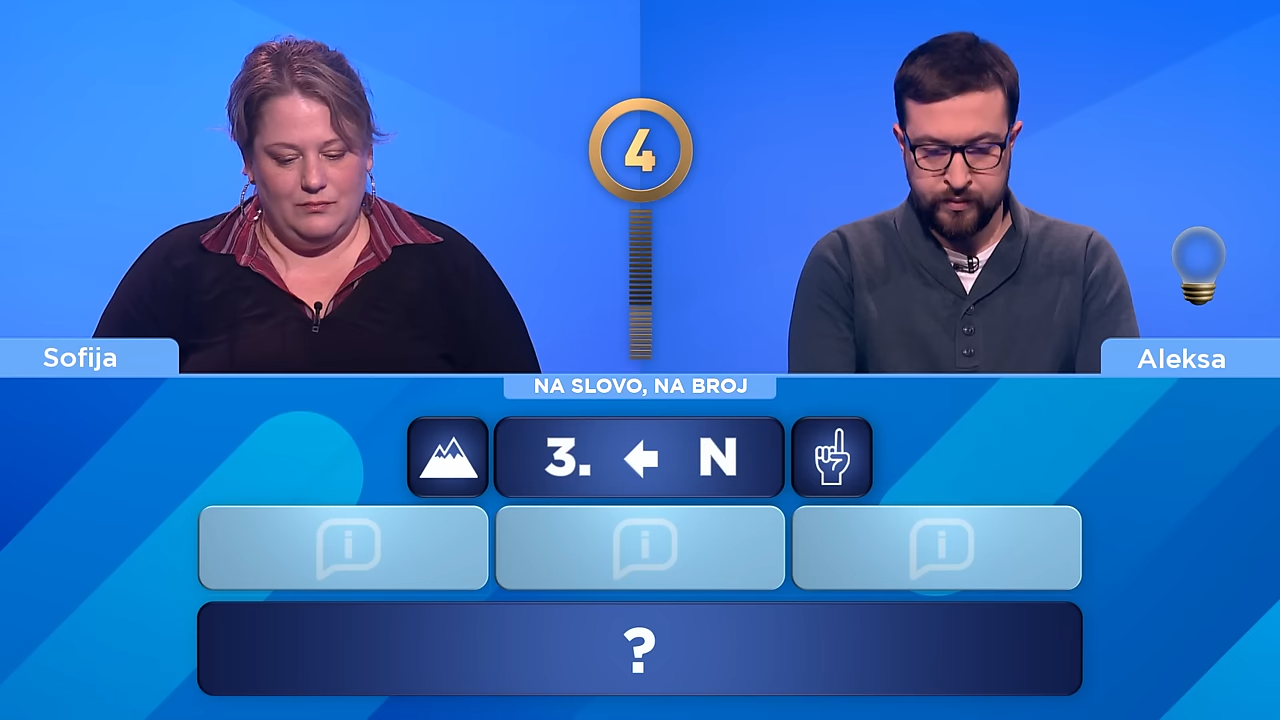 4
Sofija
Aleksa
NA SLOVO, NA BROJ
3. ← N
i i i
?